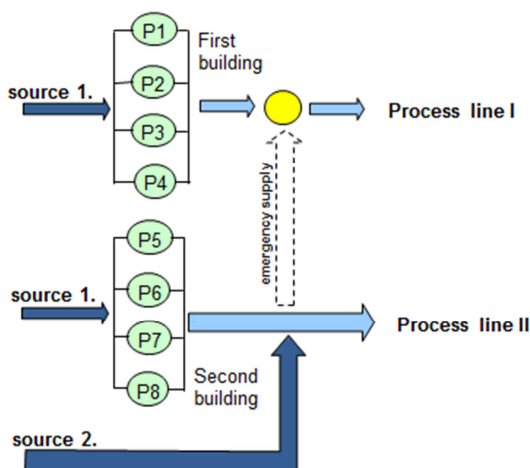 P1
First
building
P2
source 1.
P3
Process line I
P4
emergency supply
P5
source 1.
P6
P7
Process line II
P8
Second
building
source 2.